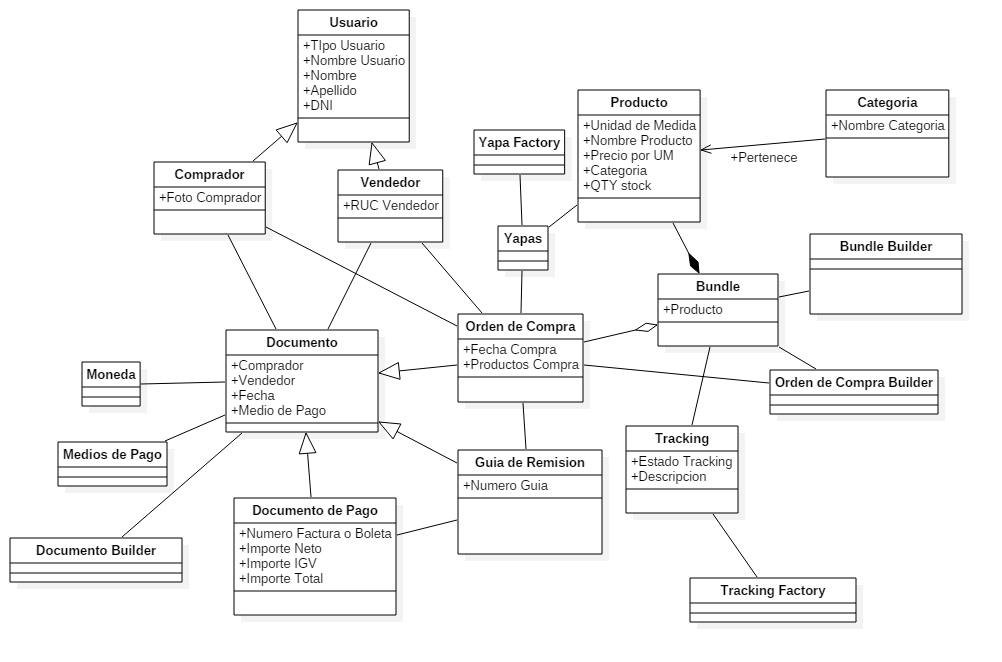 Usuario
+TIpo Usuario
+Nombre Usuario
+Nombre
+Apellido
+DNI
Producto
+Unidad de Medida
+Nombre Producto
+Precio por UM
+Categoria
+QTY stock
Categoria
+Nombre Categoria
+Pertenece
Yapa Factory
Comprador
+Foto Comprador
Vendedor
+RUC Vendedor
Yapas
Bundle Builder
Bundle
+Producto
Orden de Compra
+Fecha Compra
+Productos Compra
Documento
+Comprador
+Vendedor
+Fecha
+Medio de Pago
Moneda
Orden de Compra Builder
Medios de Pago
Tracking
+Estado Tracking
+Descripcion
Guia de Remision
+Numero Guia
Documento de Pago
+Numero Factura o Boleta
+Importe Neto
+Importe IGV
+Importe Total
Documento Builder
Tracking Factory